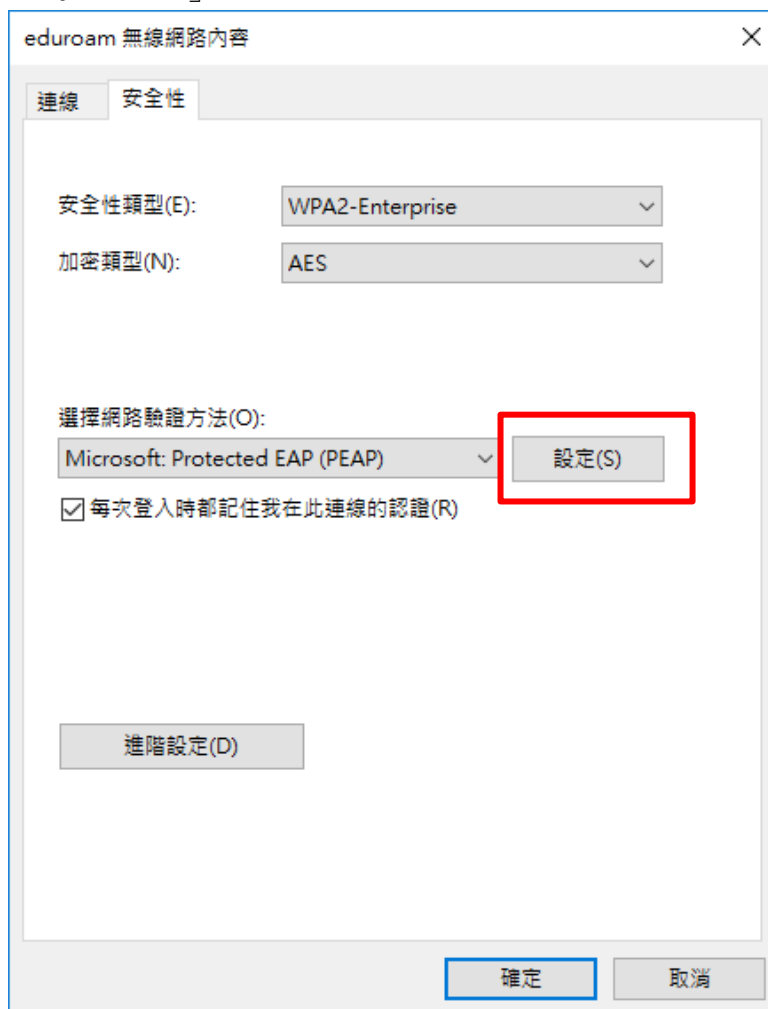 eduroam 無線網路內容
連線 安全性
安全性類型(E): WPA2-Enterprise
加密類型(N): AES
選擇網路驗證方法(O):
Microsoft: Protected EAP (PEAP) 設定(S)
每次登入時都記住我在此連線的認證(R)
進階設定(D)
確定 取消